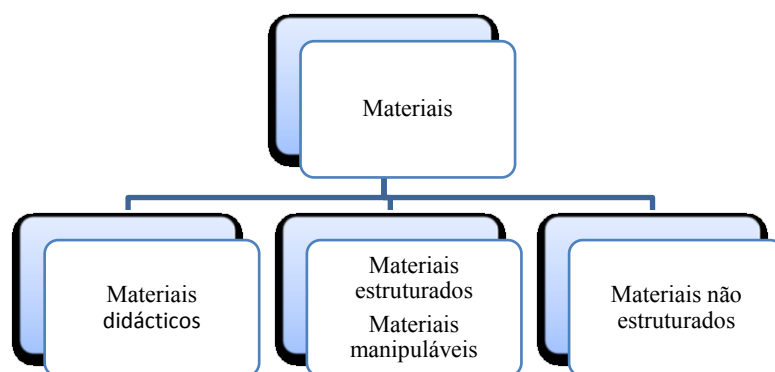 Materiais
Materiais
didácticos
Materiais
estruturados
Materiais
manipuláveis
Materiais não
estruturados